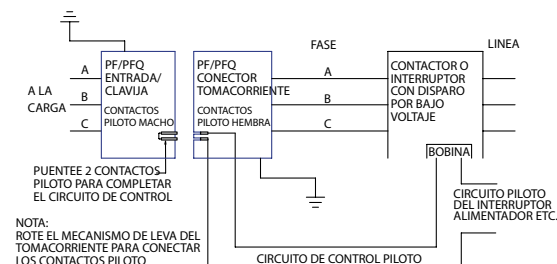 FASE
LINEA
A LA
CARGA
A
B
C
PF/PFQ
ENTRADA/
CLAVIJA
CONTACTOS
PILOTO MACHO
PF/PFQ
CONECTOR
TOMACORRIENTE
CONTACTOS
PILOTO HEMBRA
A
B
C
CONTACTOR O
INTERRUPTOR
CON DISPARO
POR BAJO
VOLTAJE
BOBINA
PUENTEE 2 CONTACTOS
PILOTO PARA COMPLETAR
EL CIRCUITO DE CONTROL
CIRCUITO PILOTO
DEL INTERRUPTOR
ALIMENTADOR ETC.
NOTA:
ROTE EL MECANISMO DE LEVA DEL
TOMACORRIENTE PARA CONECTAR
LOS CONTACTOS PILOTO
CIRCUITO DE CONTROL PILOTO